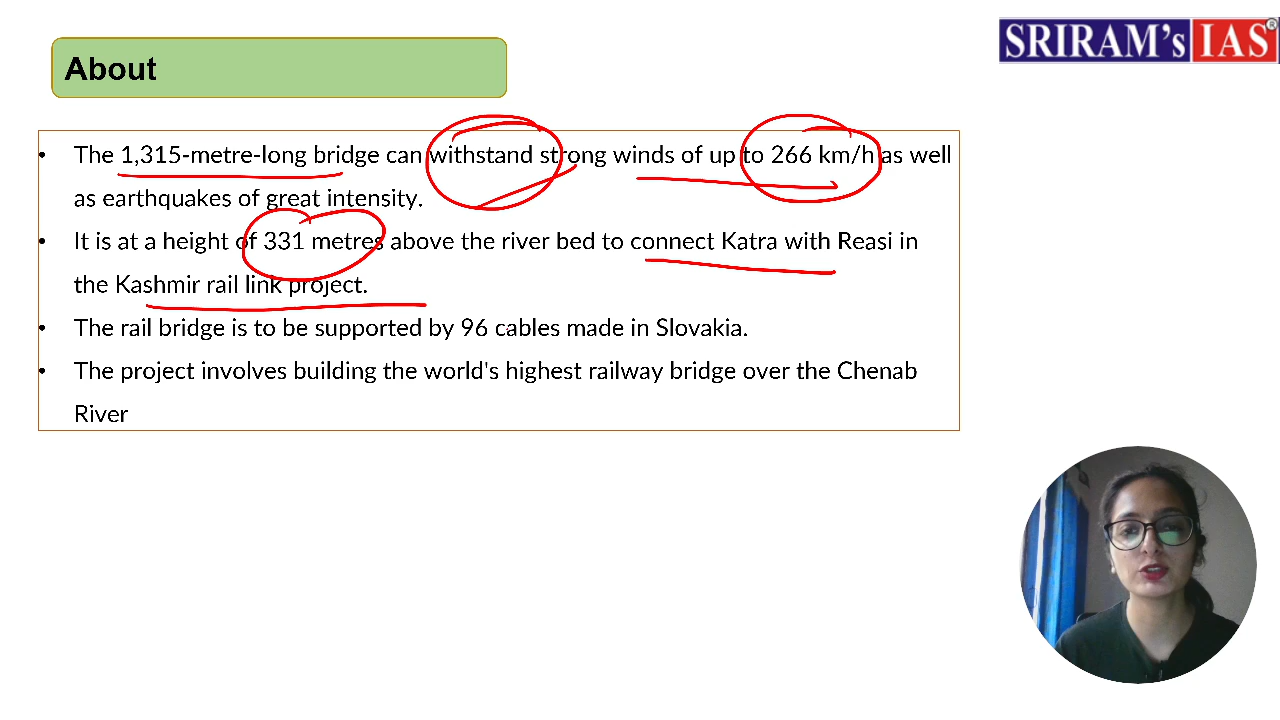 SRIRAM's IAS ®
About
• The 1,315-metre-long bridge can withstand strong winds of up to 266 km/h as well
as earthquakes of great intensity.
• It is at a height of 331 metres above the river bed to connect Katra with Reasi in
the Kashmir rail link project.
• The rail bridge is to be supported by 96 cables made in Slovakia.
• The project involves building the world's highest railway bridge over the Chenab
River